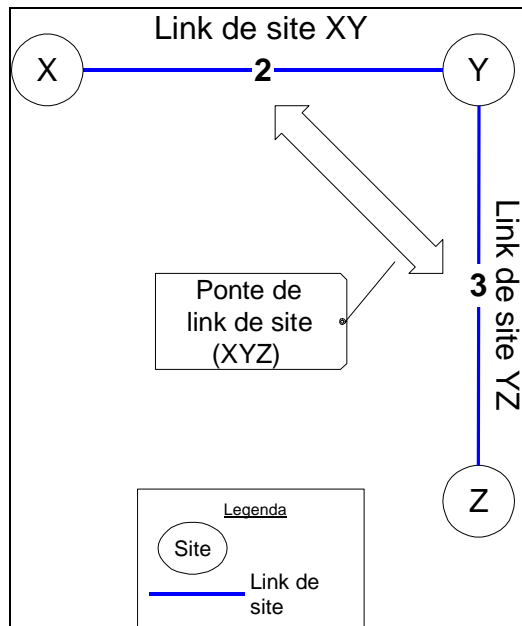 Link de site XY
X
2
Y
Link de site YZ
3
Ponte de
link de site
(XYZ)
Z
Legenda
Site
Link de
site